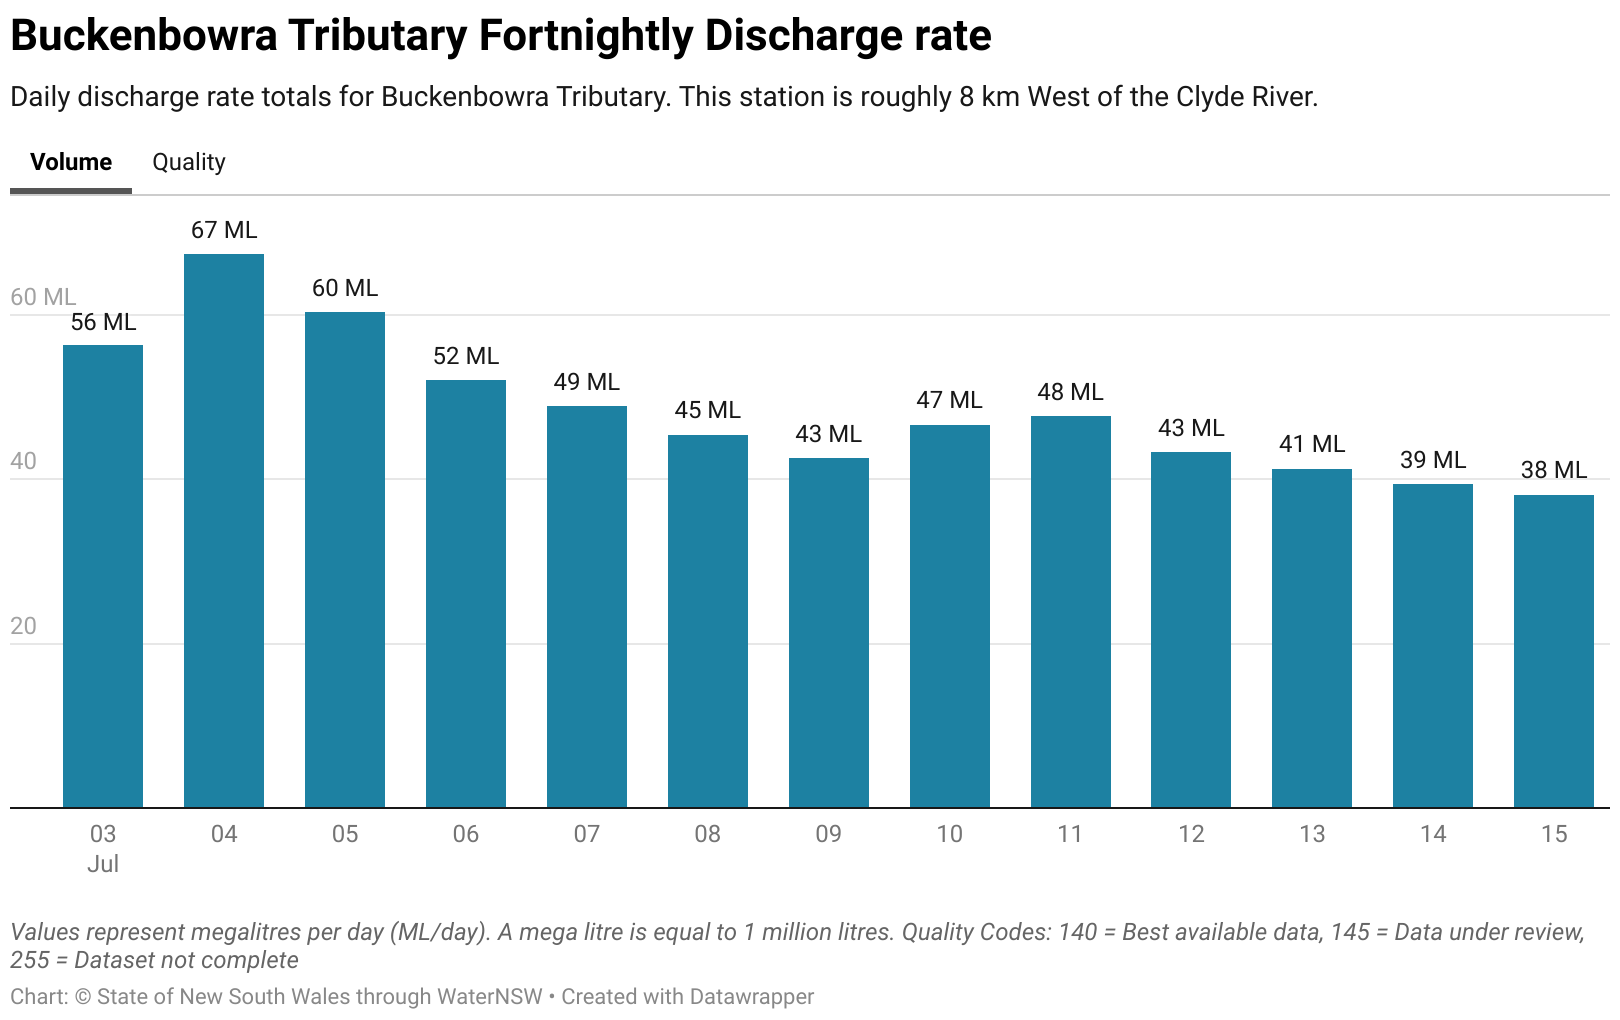 Buckenbowra Tributary Fortnightly Discharge rate
Daily discharge rate totals for Buckenbowra Tributary. This station is roughly 8 km West of the Clyde River.
Volume Quality
67 ML
60 ML
60 ML
56 ML
52 ML
49 ML
45 ML
43 ML
47 ML
48 ML
43 ML
41 ML
39 ML
38 ML
40
20
03 04 05 06 07 08 09 10 11 12 13 14 15
Jul
Values represent megalitres per day (ML/day). A mega litre is equal to 1 million litres. Quality Codes: 140 = Best available data, 145 = Data under review,
255 = Dataset not complete
Chart: © State of New South Wales through WaterNSW • Created with Datawrapper